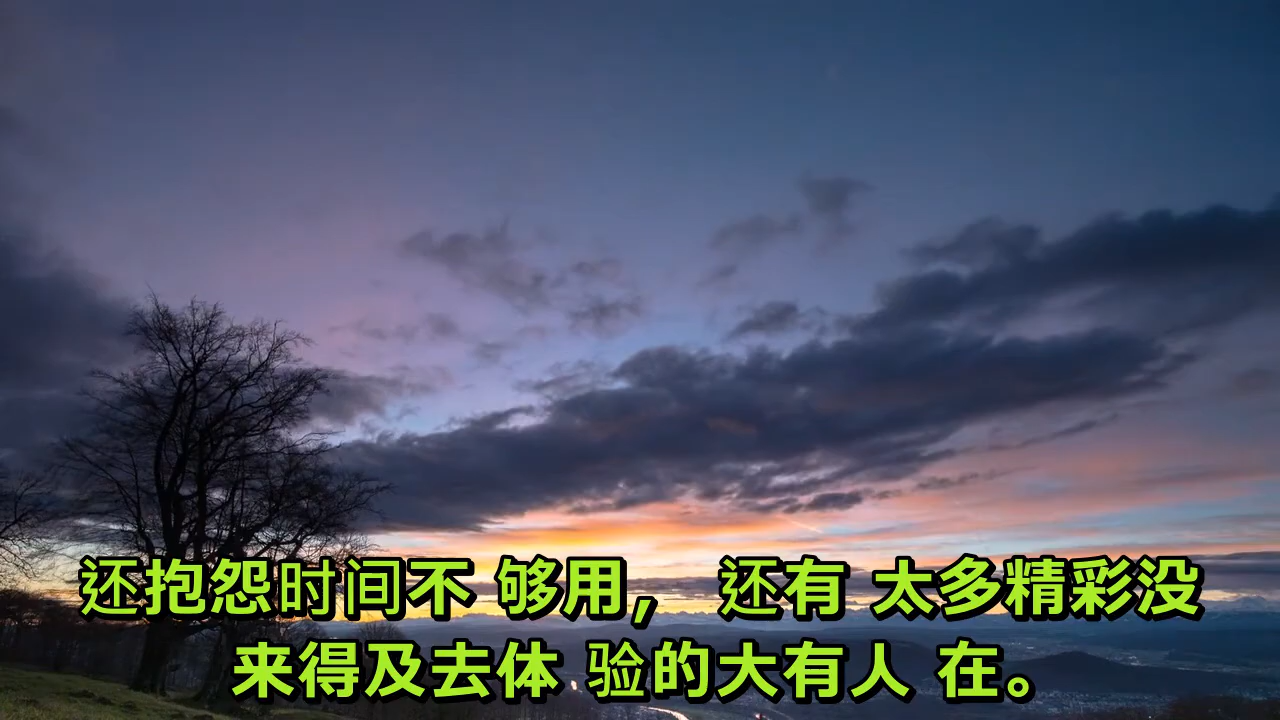 还抱怨时间不 够用， 还有 太多精彩没
来得及去体 验的大有人 在。